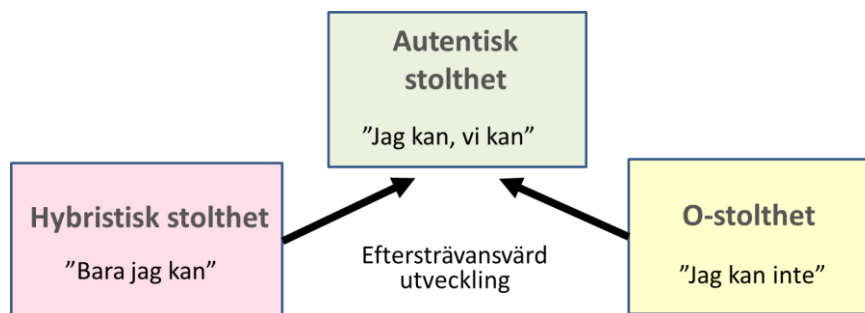 Autentisk
stolthet
”Jag kan, vi kan”
Hybristisk stolthet
”Bara jag kan”
Eftersträvansvärd
utveckling
O-stolthet
”Jag kan inte”